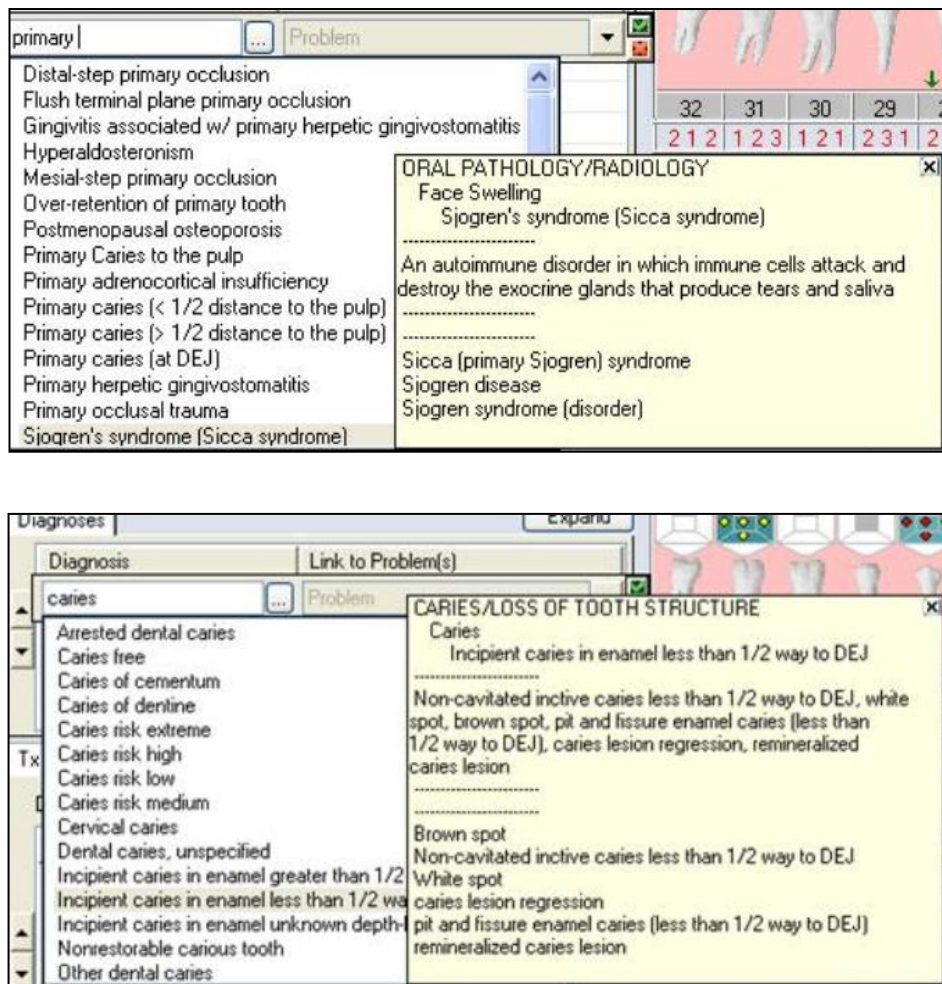 primary
...
Problem
Distal-step primary occlusion
Flush terminal plane primary occlusion
Gingivitis associated w/ primary herpetic gingivostomatitis
Hyperaldosteronism
Mesial-step primary occlusion
Over-retention of primary tooth
Postmenopausal osteoporosis
Primary Caries to the pulp
Primary adrenocortical insufficiency
Primary caries (< 1/2 distance to the pulp)
Primary caries (> 1/2 distance to the pulp)
Primary caries (at DEJ)
Primary herpetic gingivostomatitis
Primary occlusal trauma
Sjogren's syndrome (Sicca syndrome)
32 31 30 29 2
2 1 2 1 2 3 1 2 1 2 3 1 2
ORAL PATHOLOGY/RADIOLOGY
Face Swelling
Sjogren's syndrome (Sicca syndrome)
------------------------
An autoimmune disorder in which immune cells attack and
destroy the exocrine glands that produce tears and saliva
------------------------
------------------------
Sicca (primary Sjogren) syndrome
Sjogren disease
Sjogren syndrome (disorder)
Diagnoses
Expand
Diagnosis
Link to Problem(s)
caries
...
Problem
Arrested dental caries
Caries free
Caries of cementum
Caries of dentine
Caries risk extreme
Caries risk high
Caries risk low
Caries risk medium
Cervical caries
Dental caries, unspecified
Incipient caries in enamel greater than 1/2
Incipient caries in enamel less than 1/2 wa
Incipient caries in enamel unknown depth-
Nonrestorable carious tooth
Other dental caries
Tx
CARIES/LOSS OF TOOTH STRUCTURE
Caries
Incipient caries in enamel less than 1/2 way to DEJ
------------------------
Non-cavitated inctive caries less than 1/2 way to DEJ, white
spot, brown spot, pit and fissure enamel caries (less than
1/2 way to DEJ), caries lesion regression, remineralized
caries lesion
------------------------
------------------------
Brown spot
Non-cavitated inctive caries less than 1/2 way to DEJ
White spot
caries lesion regression
pit and fissure enamel caries (less than 1/2 way to DEJ)
remineralized caries lesion